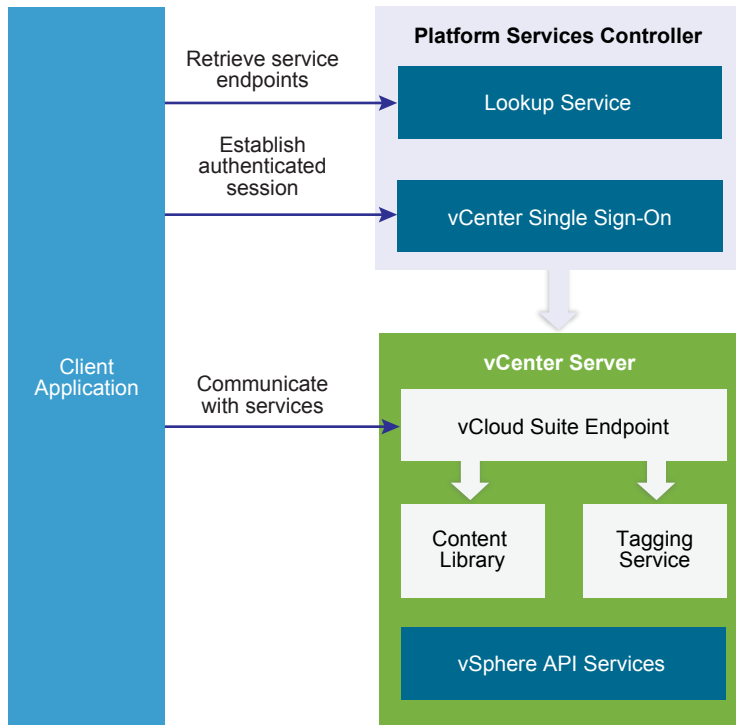 Platform Services Controller
Retrieve service
endpoints
Lookup Service
Establish
authenticated
session
vCenter Single Sign-On
Client
Application
vCenter Server
Communicate
with services
vCloud Suite Endpoint
Content
Library
Tagging
Service
vSphere API Services